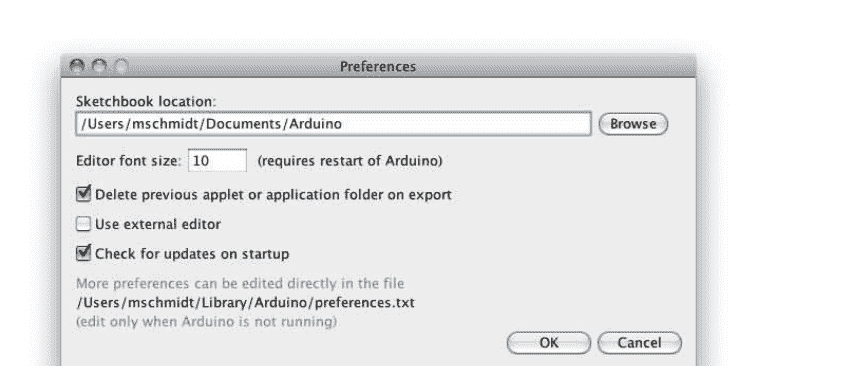 Preferences
Sketchbook location:
/Users/mschmidt/Documents/Arduino
Browse
Editor font size: 10 (requires restart of Arduino)
Delete previous applet or application folder on export
Use external editor
Check for updates on startup
More preferences can be edited directly in the file
/Users/mschmidt/Library/Arduino/preferences.txt
(edit only when Arduino is not running)
OK Cancel